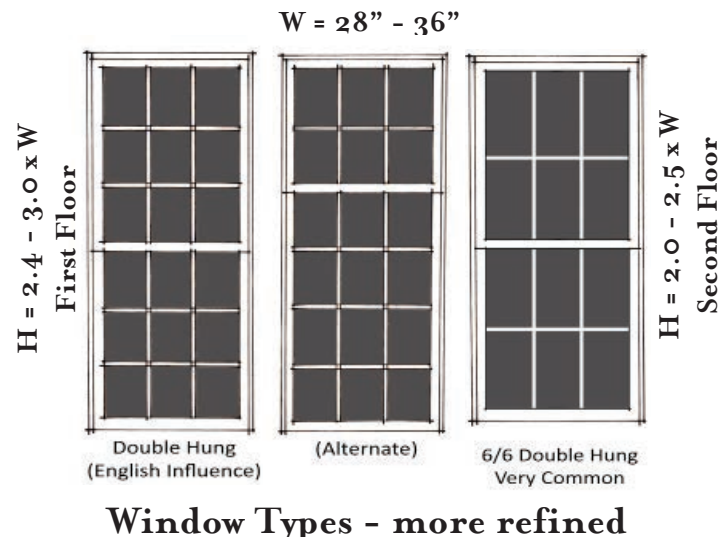 W = 28” - 36”
H = 2.4 - 3.0 x W
First Floor
H = 2.0 - 2.5 x W
Second Floor
Double Hung
(English Influence)
(Alternate)
6/6 Double Hung
Very Common
Window Types - more refined